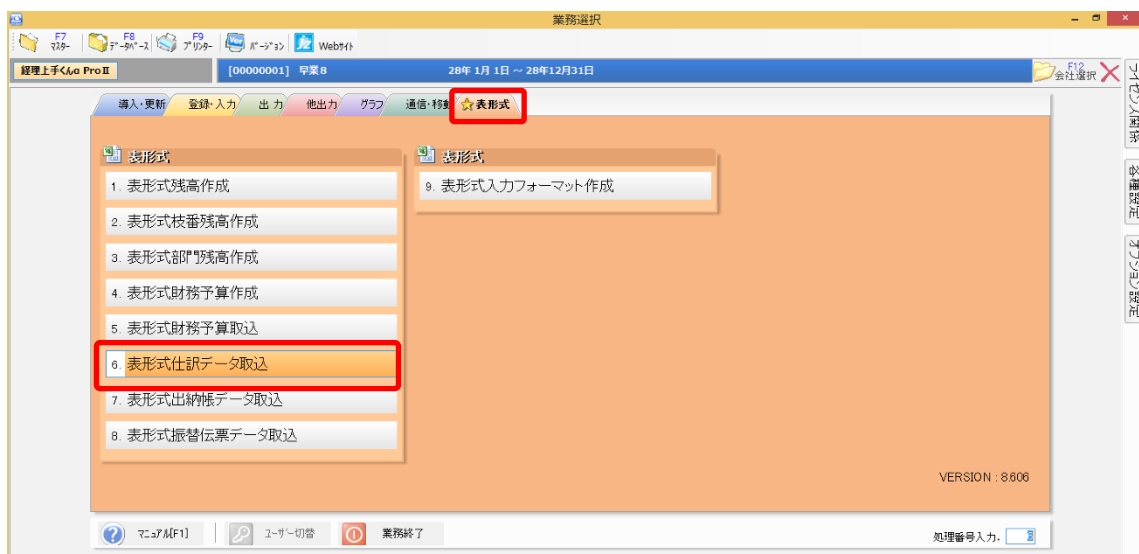 業務選択
F7 ﾏｽﾀｰ
F8 ﾃﾞｰﾀﾍﾞｰｽ
F9 ﾌﾟﾘﾝﾀｰ
Ver ﾊﾞｰｼﾞｮﾝ
Webｻｲﾄ
経理上手くんα ProⅡ
[00000001] 早業8
28年 1月 1日 ～ 28年12月31日
F12 会社選択
導入・更新
登録・入力
出 力
他出力
グラフ
通信・移動
表形式
表形式
1. 表形式残高作成
2. 表形式枝番残高作成
3. 表形式部門残高作成
4. 表形式財務予算作成
5. 表形式財務予算取込
6. 表形式仕訳データ取込
7. 表形式出納帳データ取込
8. 表形式振替伝票データ取込
表形式
9. 表形式入力フォーマット作成
VERSION : 8.606
ﾏﾆｭｱﾙ[F1]
ﾕｰｻﾞｰ切替
業務終了
処理番号入力.
ライセンス関係
各種設定
オプション設定